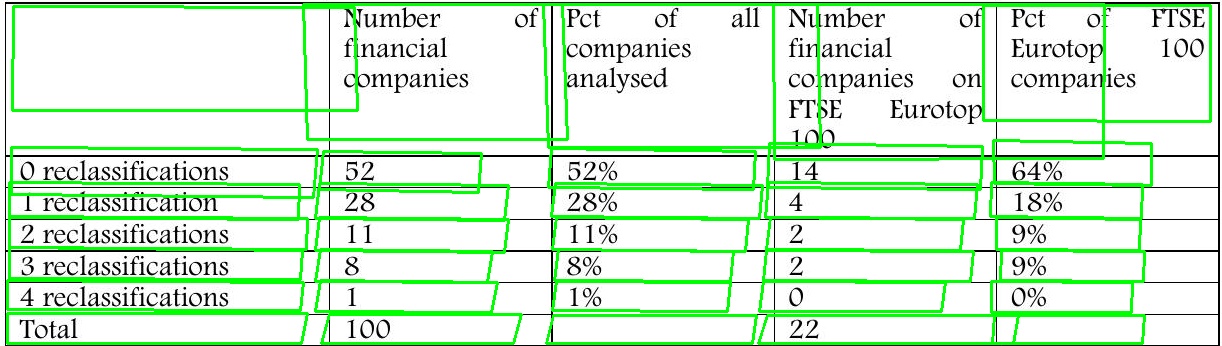 Number of financial companies Pct of all companies analysed Number of financial companies on FTSE Eurotop 100 Pct of FTSE Eurotop 100 companies
0 reclassifications 52 52% 14 64%
1 reclassification 28 28% 4 18%
2 reclassifications 11 11% 2 9%
3 reclassifications 8 8% 2 9%
4 reclassifications 1 1% 0 0%
Total 100 22